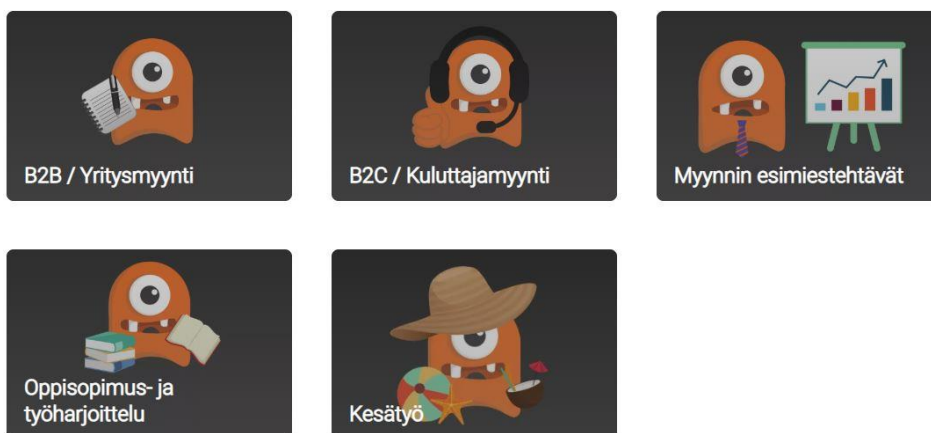 B2B / Yritysmyynti
B2C / Kuluttajamyynti
Myynnin esimiestehtävät
Oppisopimus- ja
työharjoittelu
Kesätyö